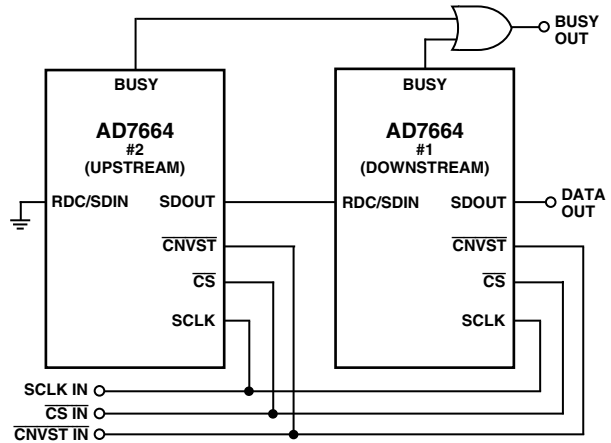 BUSY
OUT
BUSY
BUSY
AD7664
#2
(UPSTREAM)
AD7664
#1
(DOWNSTREAM)
RDC/SDIN
SDOUT
RDC/SDIN
SDOUT
DATA
OUT
CNVST
CNVST
CS
CS
SCLK
SCLK
SCLK IN
CS IN
CNVST IN